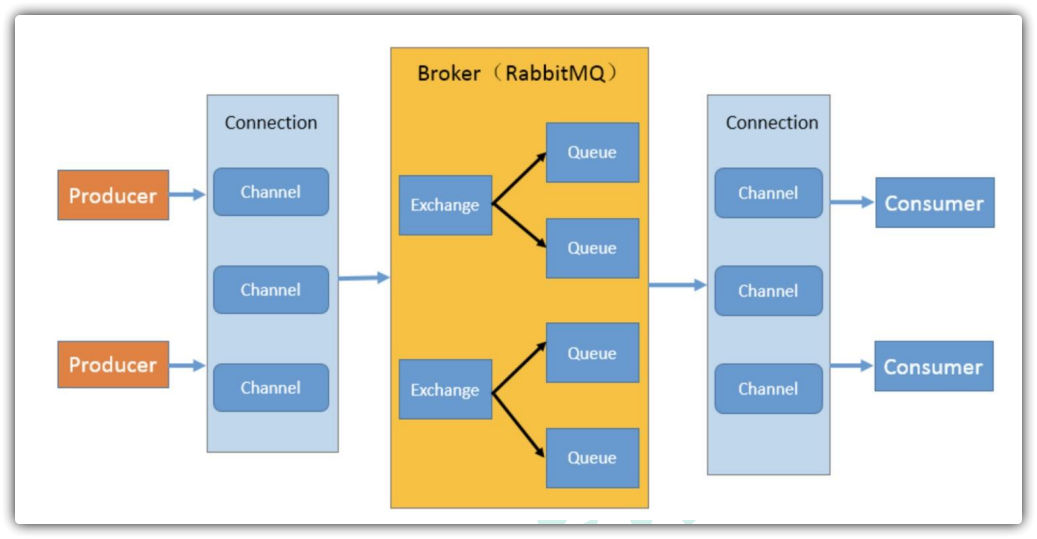 Broker（RabbitMQ）
Connection
Connection
Queue
Producer
Channel
Exchange
Channel
Consumer
Queue
Channel
Channel
Queue
Producer
Channel
Exchange
Channel
Consumer
Queue